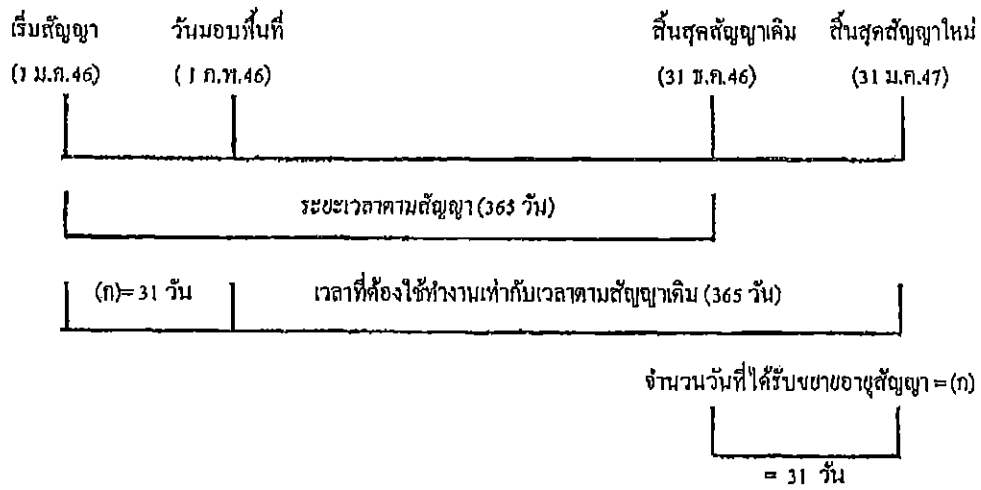 เริ่มสัญญา วันมอบพื้นที่ สิ้นสุดสัญญาเดิม สิ้นสุดสัญญาใหม่
(1 ม.ค.46) (1 ก.พ.46) (31 ธ.ค.46) (31 ม.ค.47)
ระยะเวลาตามสัญญา (365 วัน)
(ก)= 31 วัน เวลาที่ต้องใช้ทำงานเท่ากับเวลาตามสัญญาเดิม (365 วัน)
จำนวนวันที่ได้รับขยายอายุสัญญา = (ก)
= 31 วัน